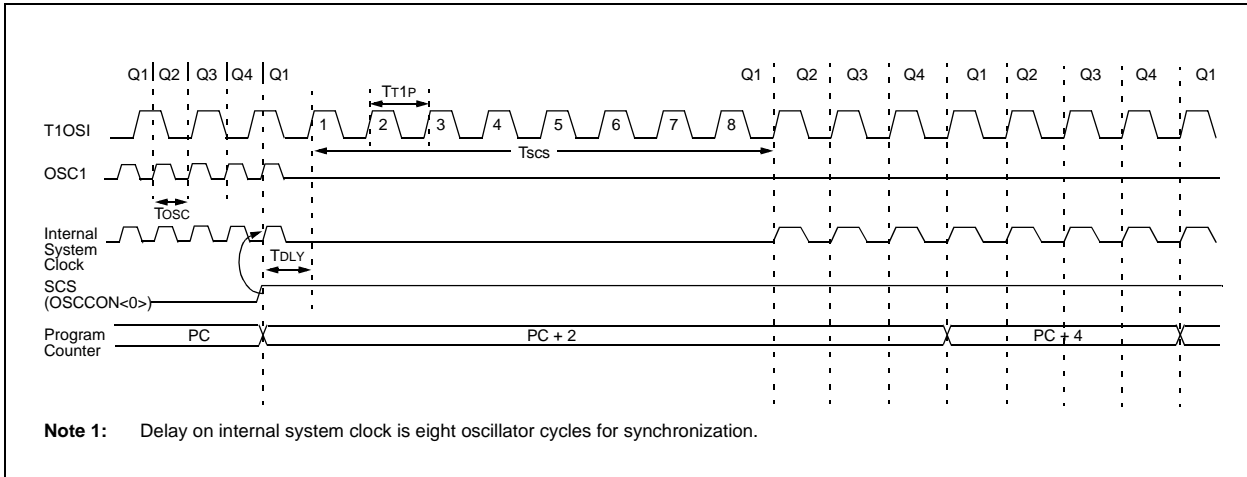 Q1 Q2 Q3 Q4 Q1 Q1 Q2 Q3 Q4 Q1 Q2 Q3 Q4 Q1
TT1P
T1OSI 1 2 3 4 5 6 7 8
TSCS
OSC1
TOSC
Internal
System
Clock
TDLY
SCS
(OSCCON<0>)
Program
Counter
PC PC + 2 PC + 4
Note 1: Delay on internal system clock is eight oscillator cycles for synchronization.